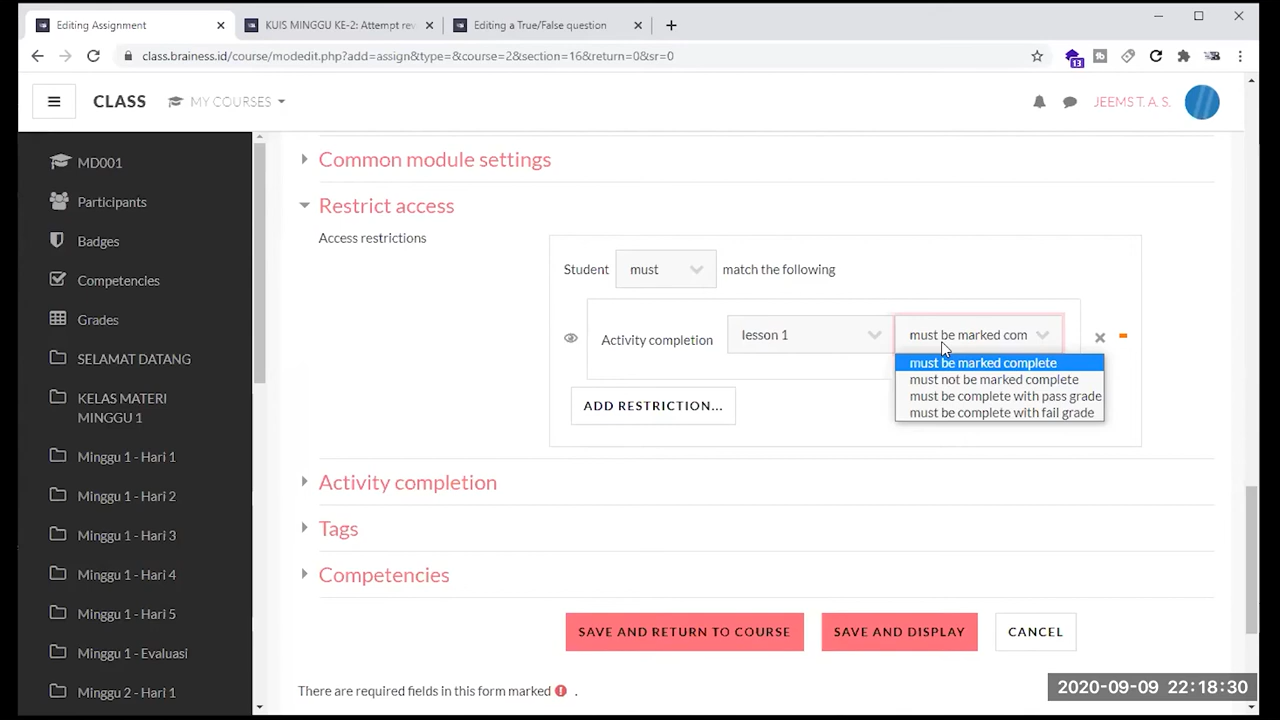 Editing Assignment
KUIS MINGGU KE-2: Attempt rev
Editing a True/False question
class.brainess.id/course/modedit.php?add=assign&type=&course=2&section=16&return=0&sr=0
13
CLASS
MY COURSES
JEEMS T. A. S.
MD001
Participants
Badges
Competencies
Grades
SELAMAT DATANG
KELAS MATERI
MINGGU 1
Minggu 1 - Hari 1
Minggu 1 - Hari 2
Minggu 1 - Hari 3
Minggu 1 - Hari 4
Minggu 1 - Hari 5
Minggu 1 - Evaluasi
Minggu 2 - Hari 1
Common module settings
Restrict access
Access restrictions
Student must match the following
Activity completion lesson 1 must be marked com
must be marked complete
must not be marked complete
must be complete with pass grade
must be complete with fail grade
ADD RESTRICTION...
Activity completion
Tags
Competencies
SAVE AND RETURN TO COURSE SAVE AND DISPLAY CANCEL
There are required fields in this form marked .
2020-09-09 22:18:30